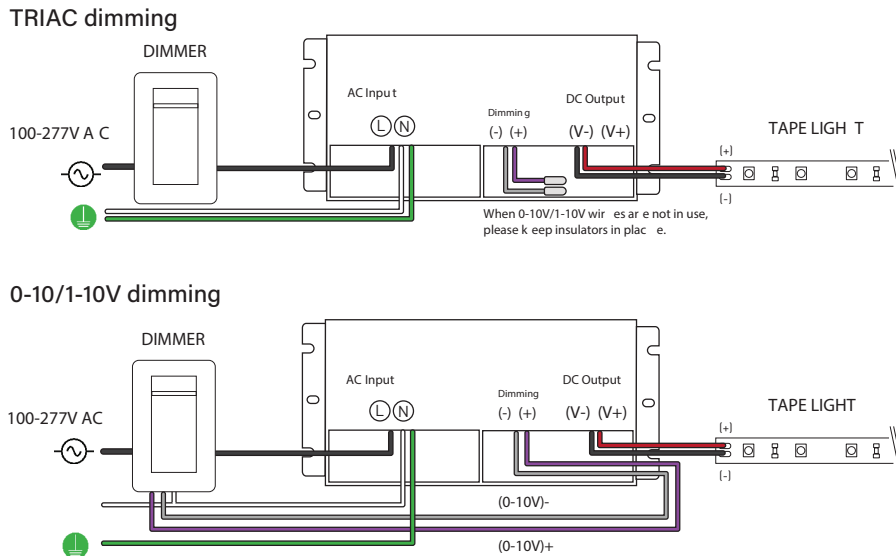 TRIAC dimming
DIMMER
AC Input
Dimming
DC Output
L N
(-) (+)
(V-) (V+)
100-277V A C
TAPE LIGH T
(+)
(-)
When 0-10V/1-10V wir es ar e not in use,
please k eep insulators in plac e.
0-10/1-10V dimming
DIMMER
AC Input
Dimming
DC Output
L N
(-) (+)
(V-) (V+)
100-277V AC
TAPE LIGHT
(+)
(-)
(0-10V)-
(0-10V)+